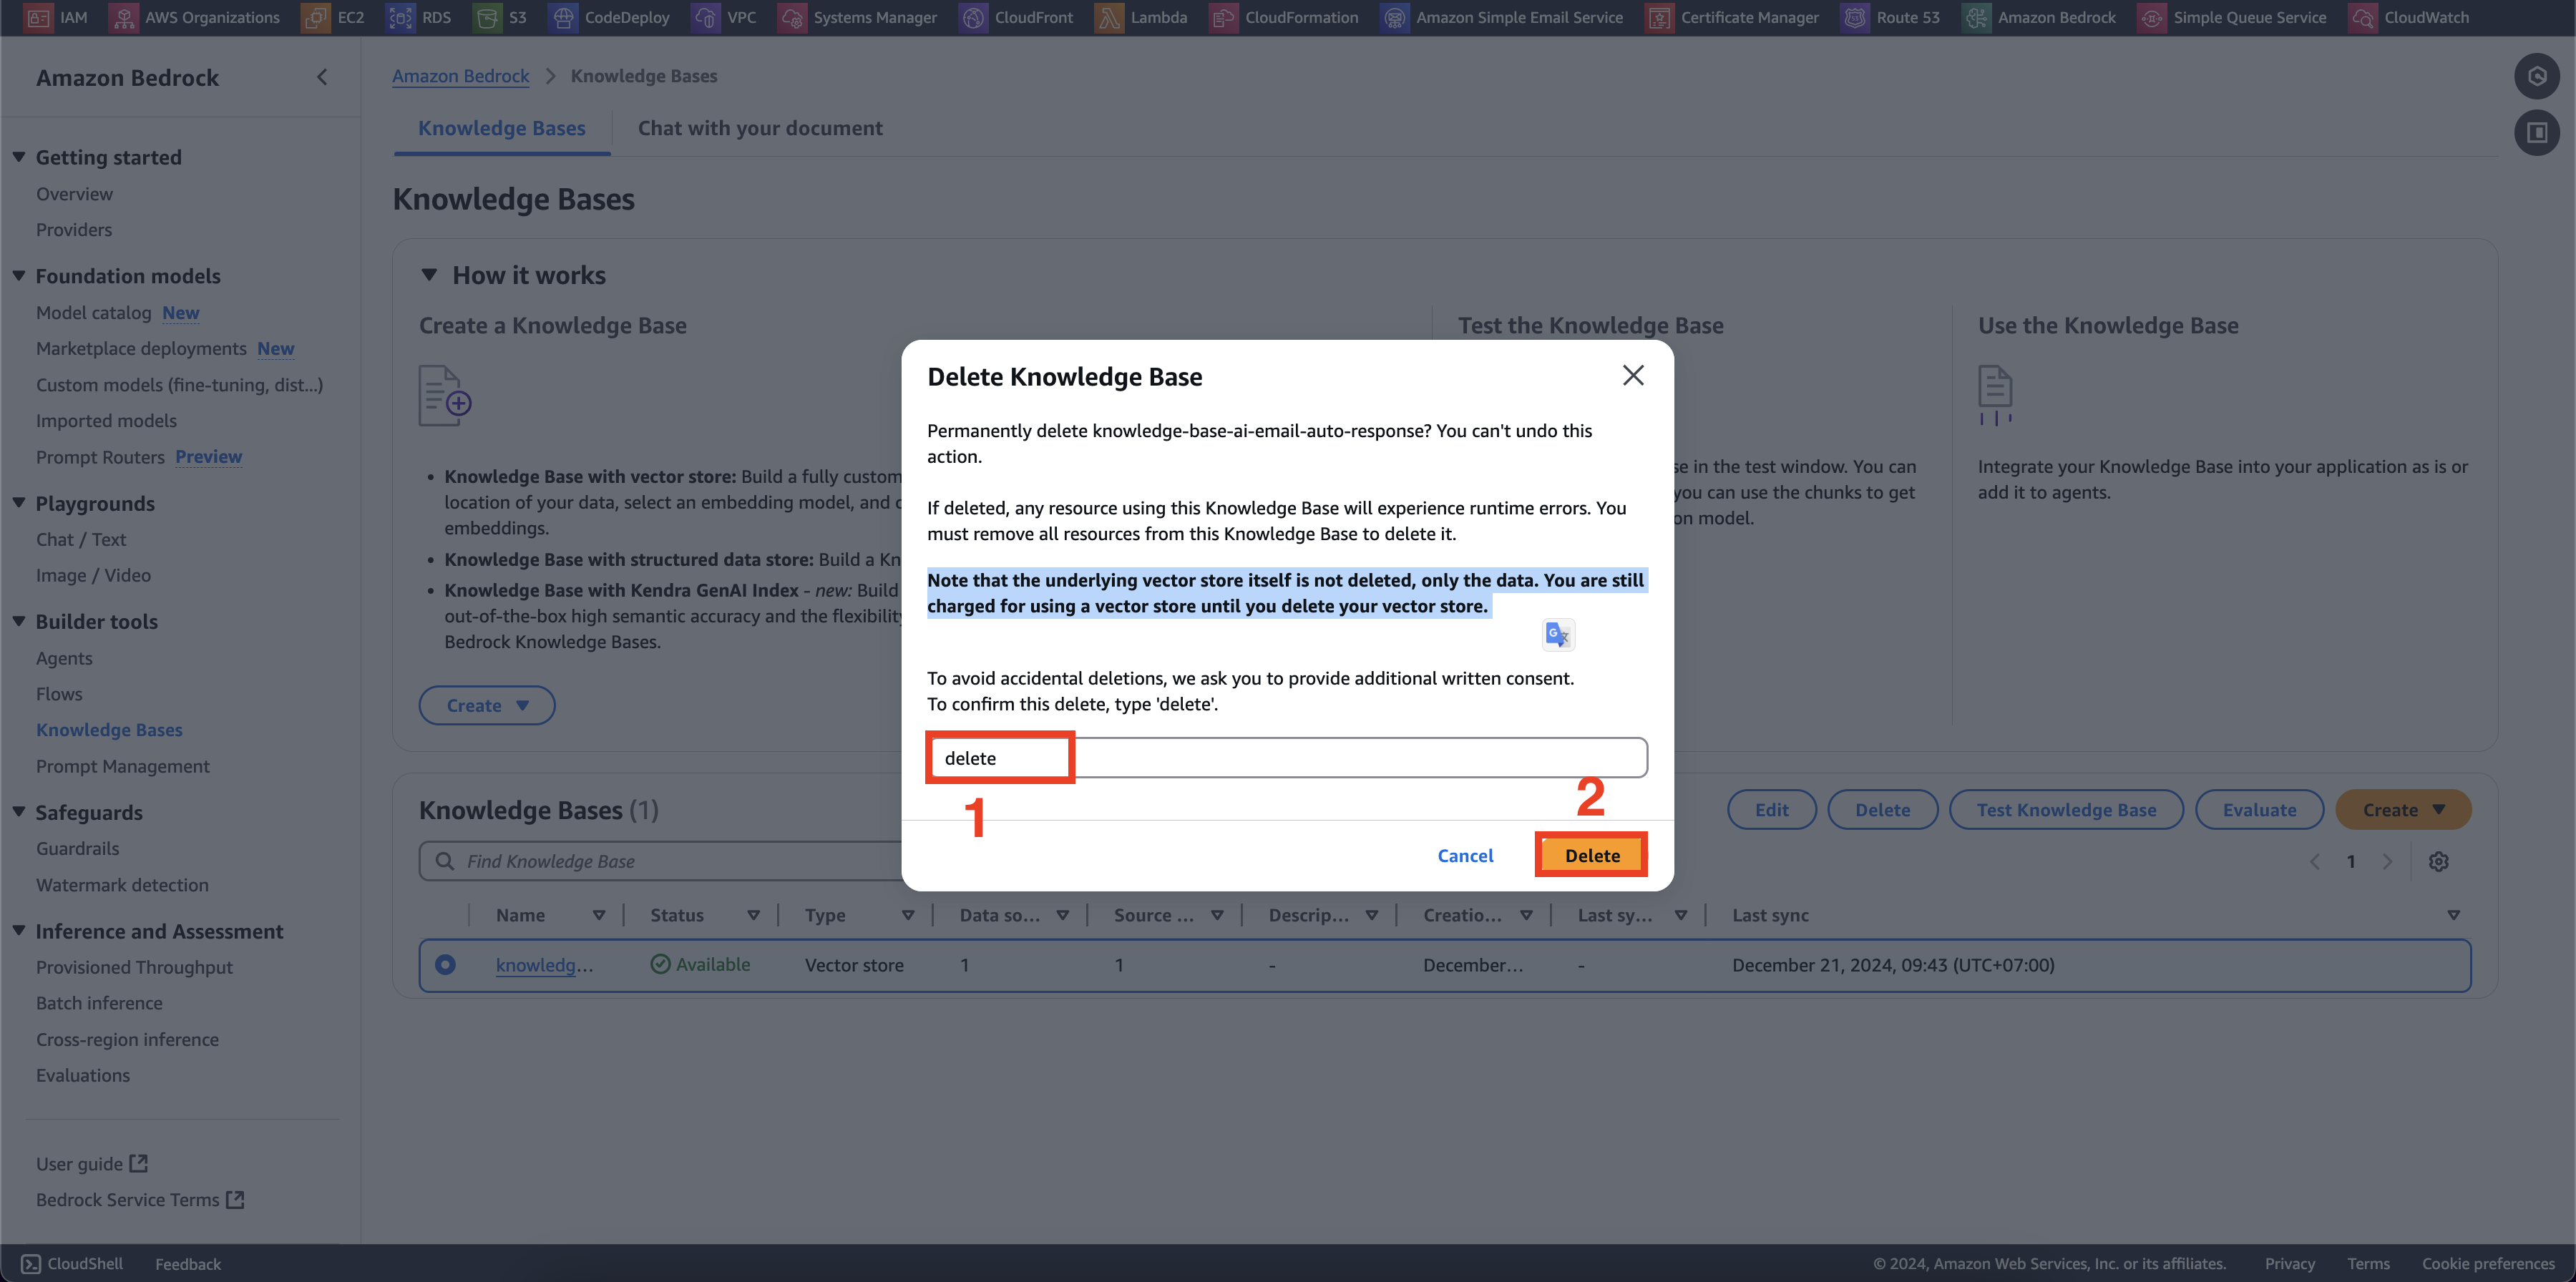 IAM AWS Organizations EC2 RDS S3 CodeDeploy VPC Systems Manager CloudFront Lambda CloudFormation Amazon Simple Email Service Certificate Manager Route 53 Amazon Bedrock Simple Queue Service CloudWatch
Amazon Bedrock
Getting started
Overview
Providers
Foundation models
Model catalog New
Marketplace deployments New
Custom models (fine-tuning, dist...)
Imported models
Prompt Routers Preview
Playgrounds
Chat / Text
Image / Video
Builder tools
Agents
Flows
Knowledge Bases
Prompt Management
Safeguards
Guardrails
Watermark detection
Inference and Assessment
Provisioned Throughput
Batch inference
Cross-region inference
Evaluations
User guide
Bedrock Service Terms
Amazon Bedrock > Knowledge Bases
Knowledge Bases Chat with your document
Knowledge Bases
How it works
Create a Knowledge Base
• Knowledge Base with vector store: Build a fully custom
location of your data, select an embedding model, and
embeddings.
• Knowledge Base with structured data store: Build a Kn
• Knowledge Base with Kendra GenAI Index - new: Build
out-of-the-box high semantic accuracy and the flexibility
Bedrock Knowledge Bases.
Create
Test the Knowledge Base
se in the test window. You can
you can use the chunks to get
on model.
Use the Knowledge Base
Integrate your Knowledge Base into your application as is or
add it to agents.
Delete Knowledge Base
Permanently delete knowledge-base-ai-email-auto-response? You can't undo this
action.
If deleted, any resource using this Knowledge Base will experience runtime errors. You
must remove all resources from this Knowledge Base to delete it.
Note that the underlying vector store itself is not deleted, only the data. You are still
charged for using a vector store until you delete your vector store.
G
To avoid accidental deletions, we ask you to provide additional written consent.
To confirm this delete, type 'delete'.
delete
1
2
Cancel Delete
Knowledge Bases (1)
Edit Delete Test Knowledge Base Evaluate Create
Find Knowledge Base
1
Name Status Type Data so... Source ... Descrip... Creatio... Last sy... Last sync
knowledg... Available Vector store 1 1 - December... - December 21, 2024, 09:43 (UTC+07:00)
CloudShell Feedback © 2024, Amazon Web Services, Inc. or its affiliates. Privacy Terms Cookie preferences